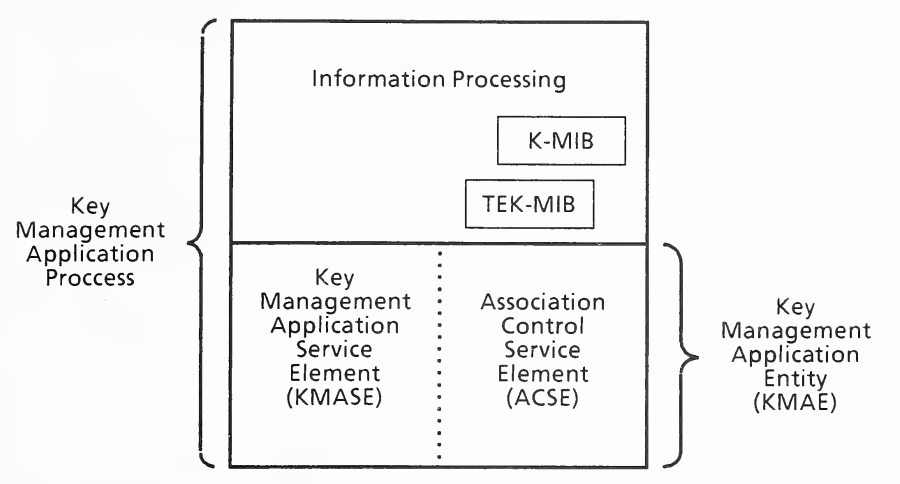 Information Processing
K-MIB
TEK-MIB
Key
Management
Application
Proccess
Key
Management
Application
Service
Element
(KMASE)
Association
Control
Service
Element
(ACSE)
Key
Management
Application
Entity
(KMAE)